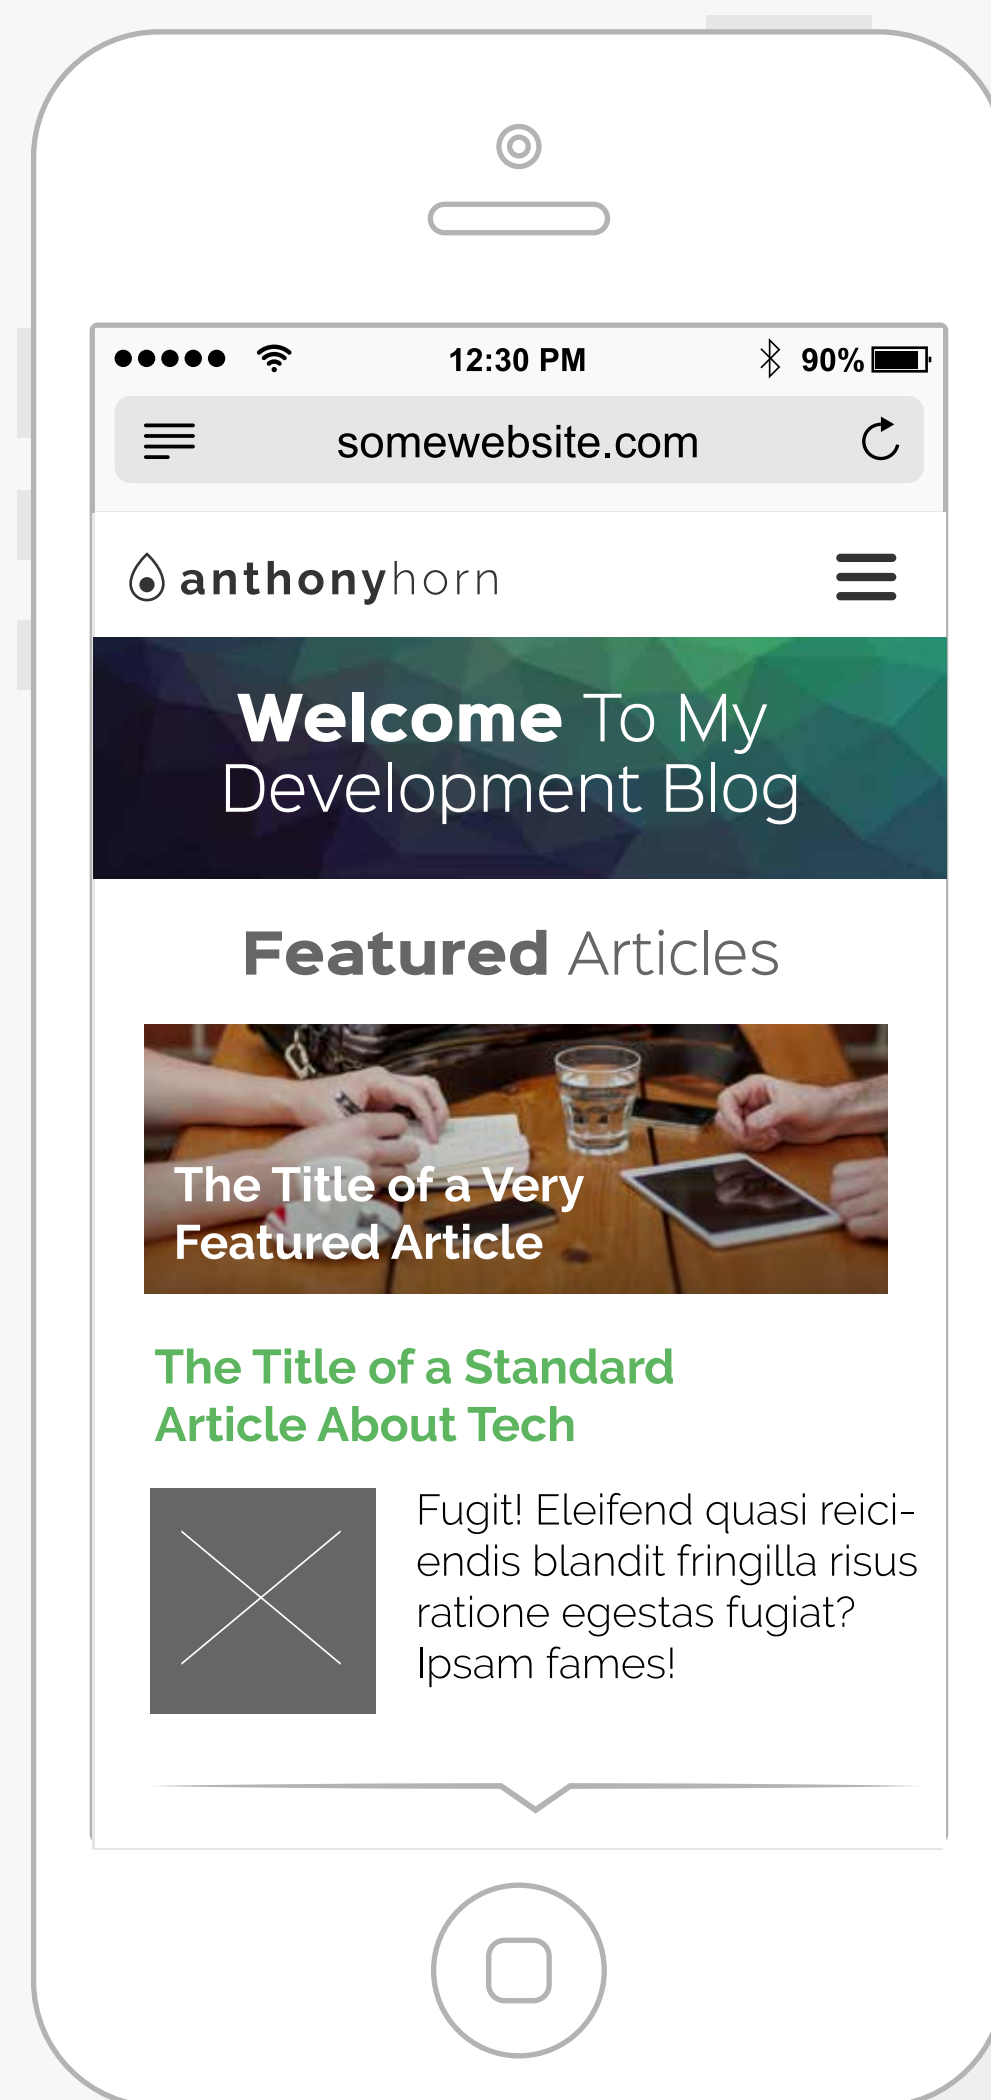 12:30 PM 90%
somewebsite.com
anthonyhorn
Welcome To My
Development Blog
Featured Articles
The Title of a Very
Featured Article
The Title of a Standard
Article About Tech
Fugit! Eleifend quasi reici-
endis blandit fringilla risus
ratione egestas fugiat?
Ipsam fames!